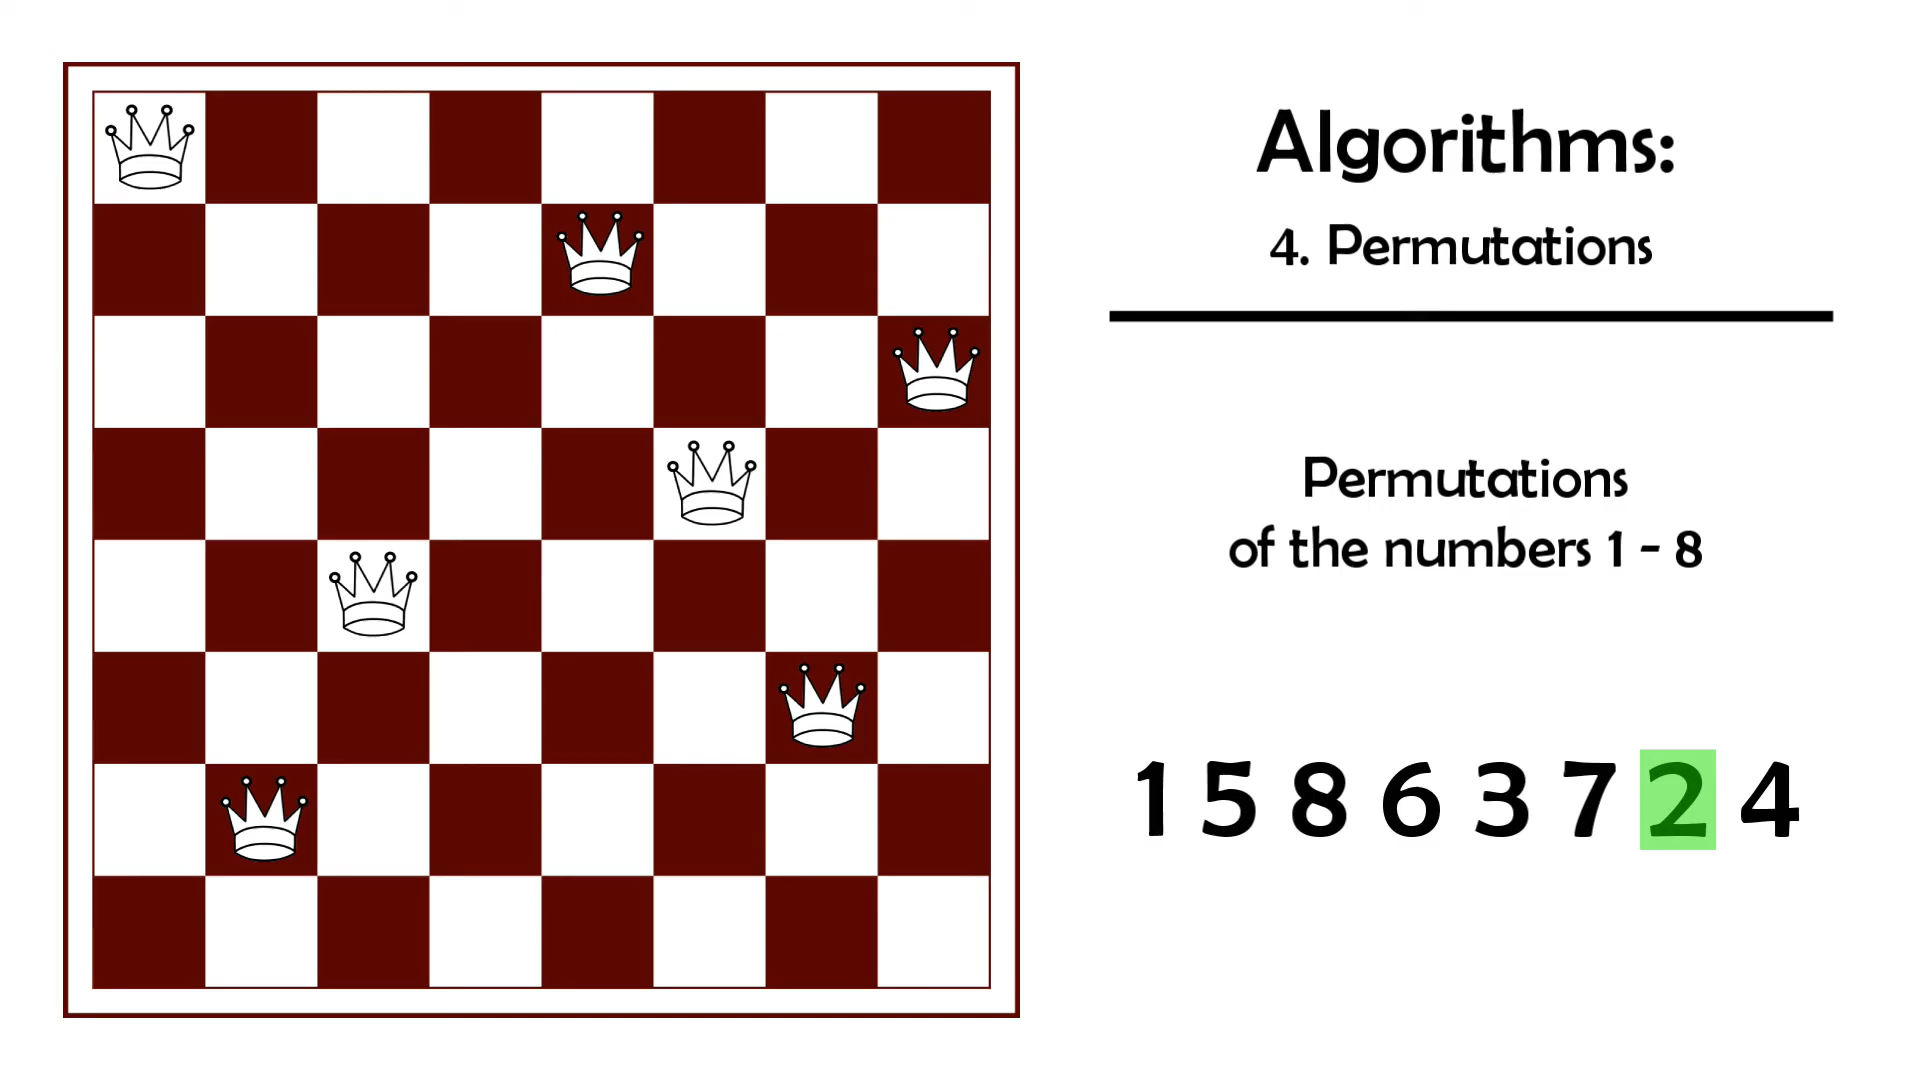 Algorithms:
4. Permutations
Permutations
of the numbers 1 - 8
1 5 8 6 3 7 2 4